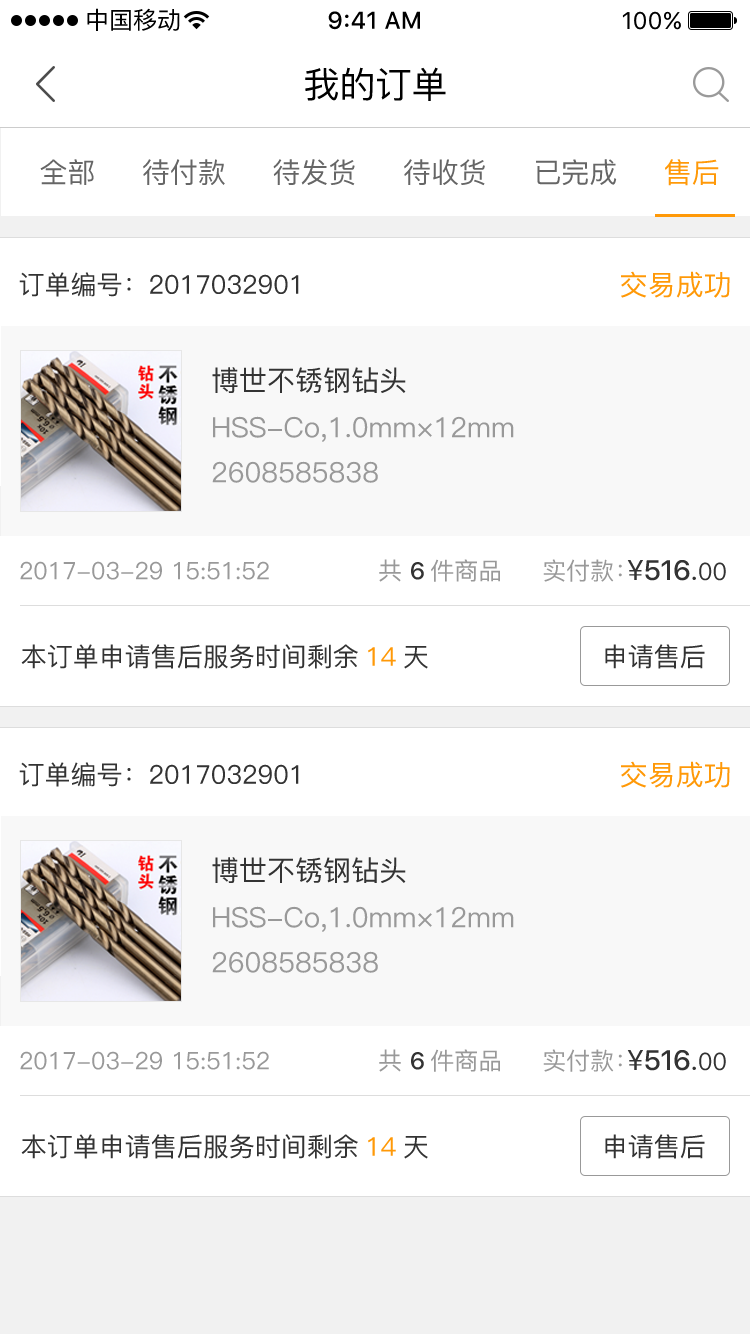 中国移动 9:41 AM 100%
我的订单
全部 待付款 待发货 待收货 已完成 售后
订单编号：2017032901 交易成功
不锈钢
钻头
博世不锈钢钻头
HSS-Co,1.0mm×12mm
2608585838
2017-03-29 15:51:52 共 6 件商品 实付款:¥516.00
本订单申请售后服务时间剩余 14 天 申请售后
订单编号：2017032901 交易成功
不锈钢
钻头
博世不锈钢钻头
HSS-Co,1.0mm×12mm
2608585838
2017-03-29 15:51:52 共 6 件商品 实付款:¥516.00
本订单申请售后服务时间剩余 14 天 申请售后